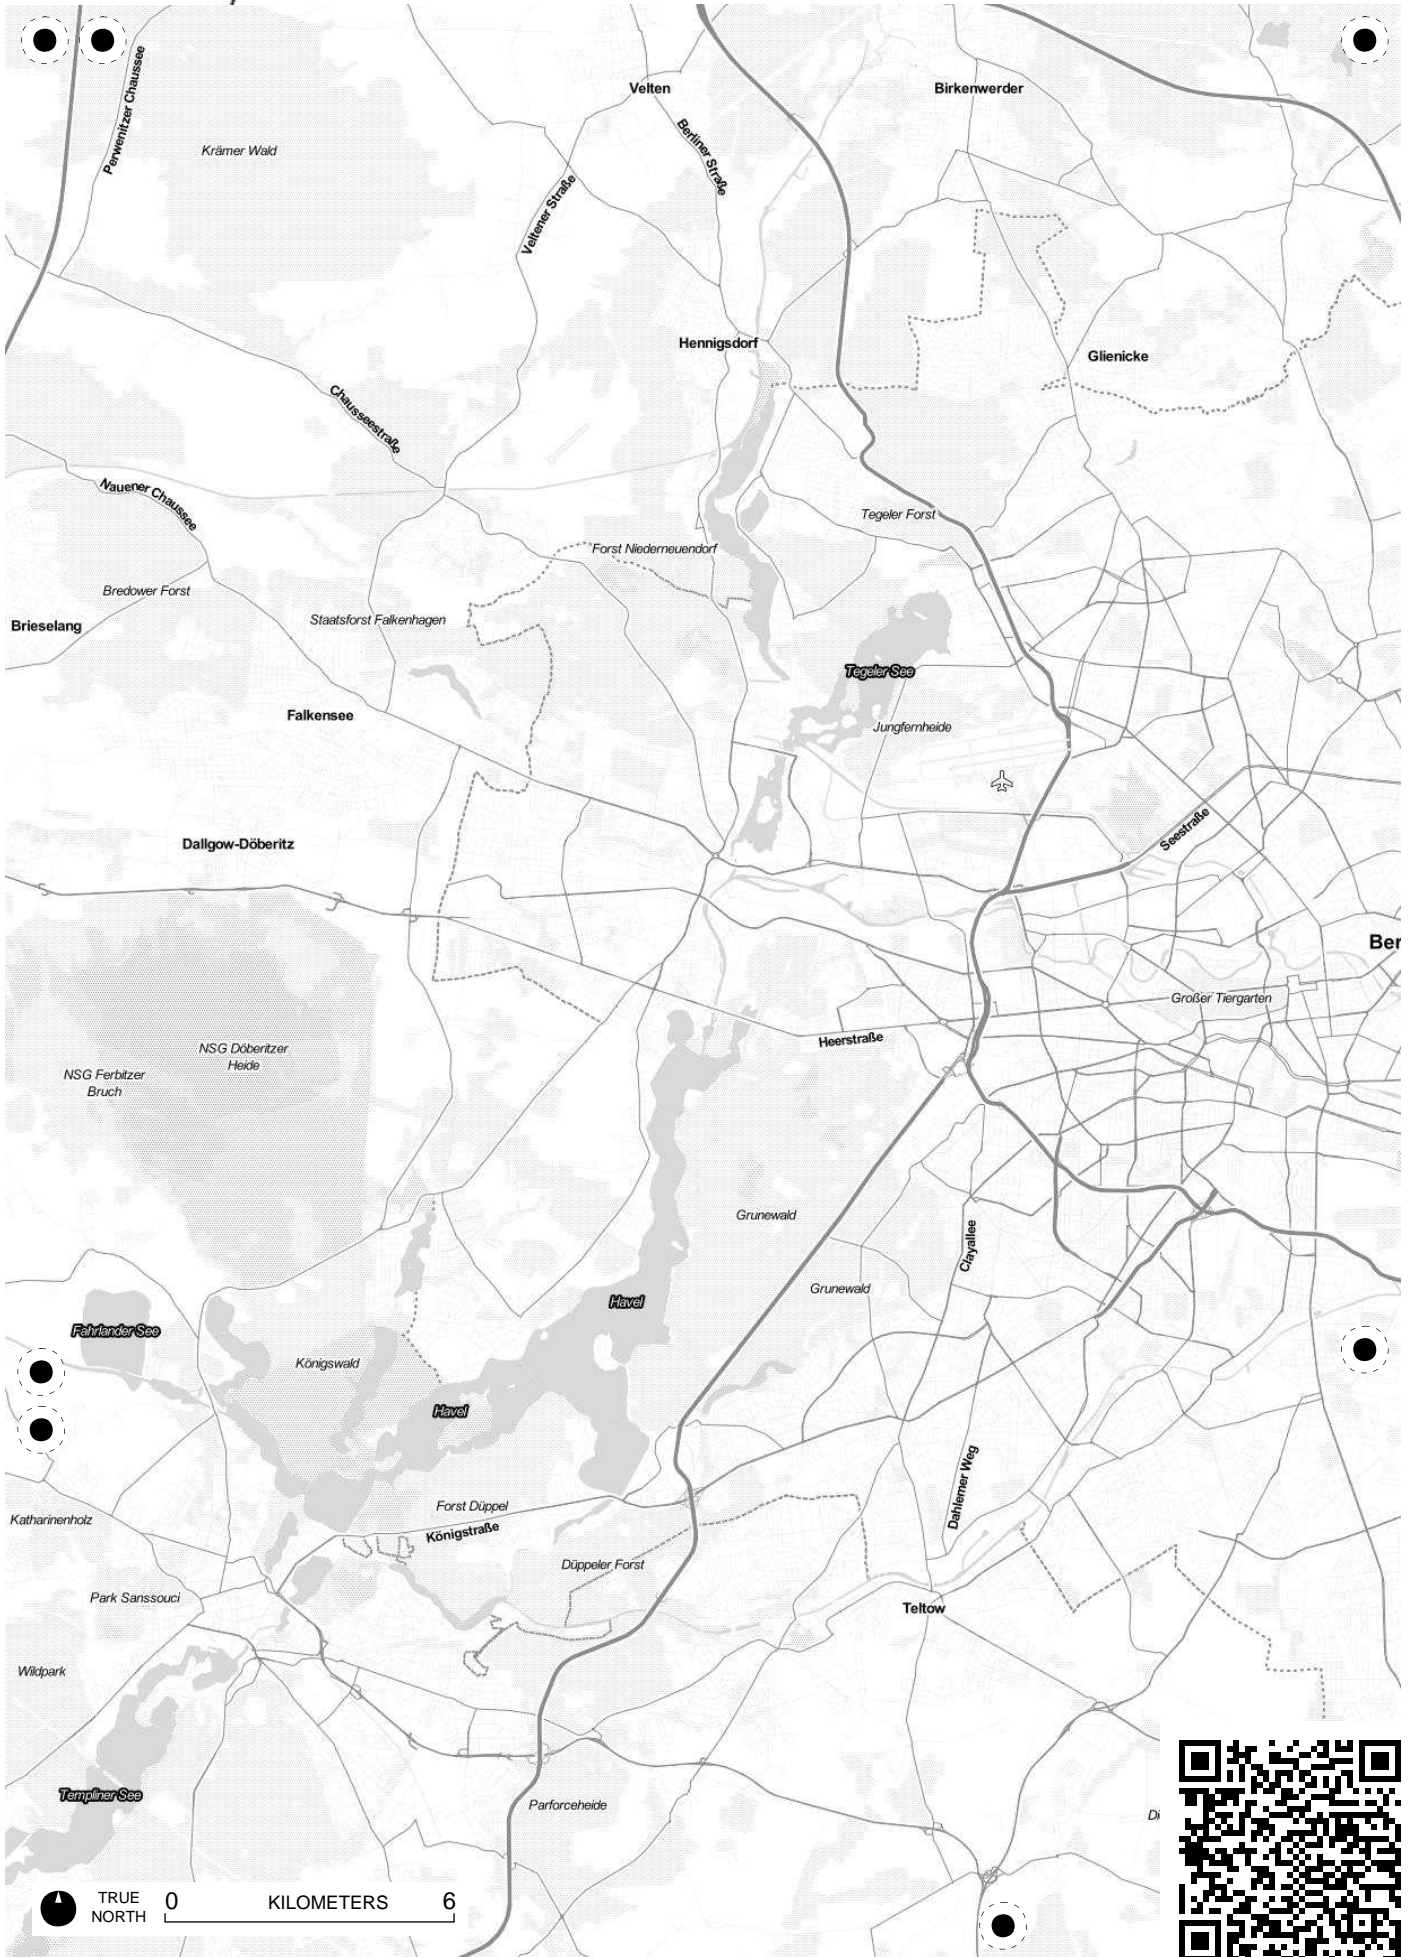 Velten
Birkenwerder
Perwenitzer Chaussee
Berliner Straße
Krämer Wald
Veltener Straße
Hennigsdorf
Glienicke
Chausseestraße
Nauener Chaussee
Tegeler Forst
Forst Niederneuendorf
Bredower Forst
Staatsforst Falkenhagen
Brieselang
Tegeler See
Falkensee
Jungfernheide
Seestraße
Dallgow-Döberitz
Ber
Großer Tiergarten
Heerstraße
NSG Döberitzer
Heide
NSG Ferbitzer
Bruch
Grunewald
Clayallee
Grunewald
Havel
Fahrlander See
Königswald
Havel
Dahlemer Weg
Forst Düppel
Katharinenholz
Königstraße
Düppeler Forst
Park Sanssouci
Teltow
Wildpark
Templiner See
Parforceheide
Di
TRUE
NORTH
0 KILOMETERS 6